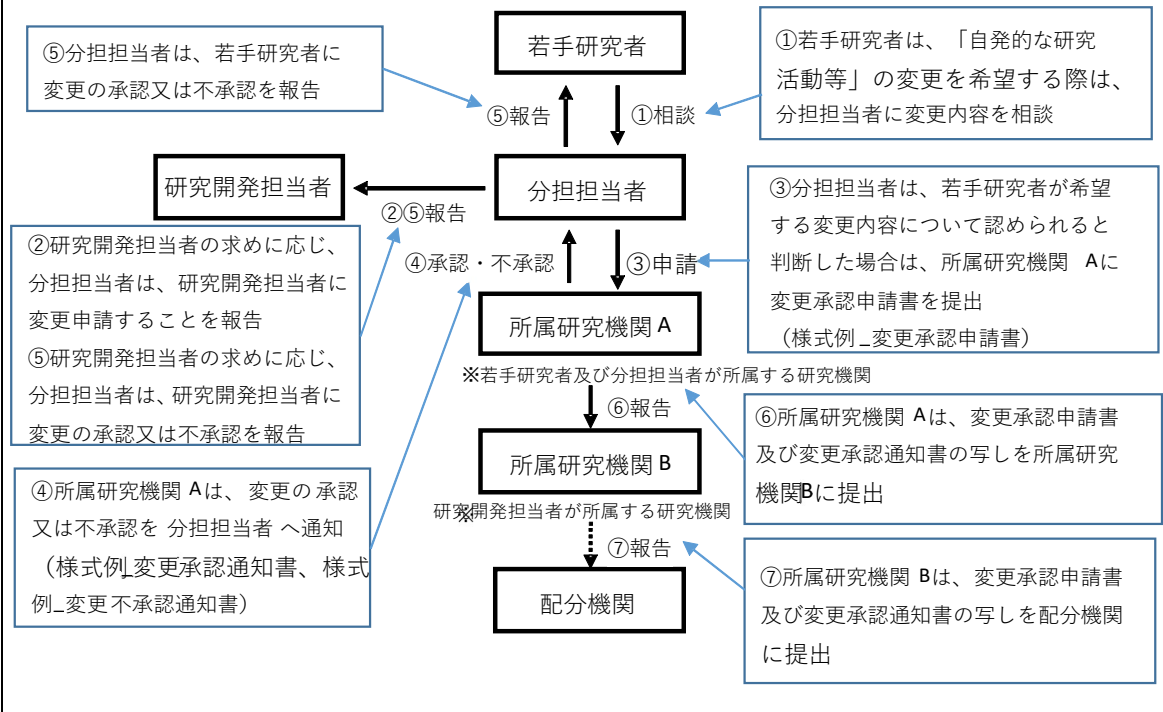 ⑤分担担当者は、若手研究者に
変更の承認又は不承認を報告
若手研究者
①若手研究者は、「自発的な研究
活動等」の変更を希望する際は、
分担担当者に変更内容を相談
⑤報告
①相談
研究開発担当者
分担担当者
②⑤報告
③分担担当者は、若手研究者が希望
する変更内容について認められると
判断した場合は、所属研究機関 Aに
変更承認申請書を提出
（様式例_変更承認申請書）
②研究開発担当者の求めに応じ、
分担担当者は、研究開発担当者に
変更申請することを報告
⑤研究開発担当者の求めに応じ、
分担担当者は、研究開発担当者に
変更の承認又は不承認を報告
④承認・不承認
③申請
所属研究機関 A
※若手研究者及び分担担当者が所属する研究機関
⑥報告
⑥所属研究機関 Aは、変更承認申請書
及び変更承認通知書の写しを所属研究
機関Bに提出
所属研究機関 B
※研究開発担当者が所属する研究機関
④所属研究機関 Aは、変更の承認
又は不承認を 分担担当者 へ通知
（様式例_変更承認通知書、様式
例_変更不承認通知書）
⑦報告
⑦所属研究機関 Bは、変更承認申請書
及び変更承認通知書の写しを配分機関
に提出
配分機関